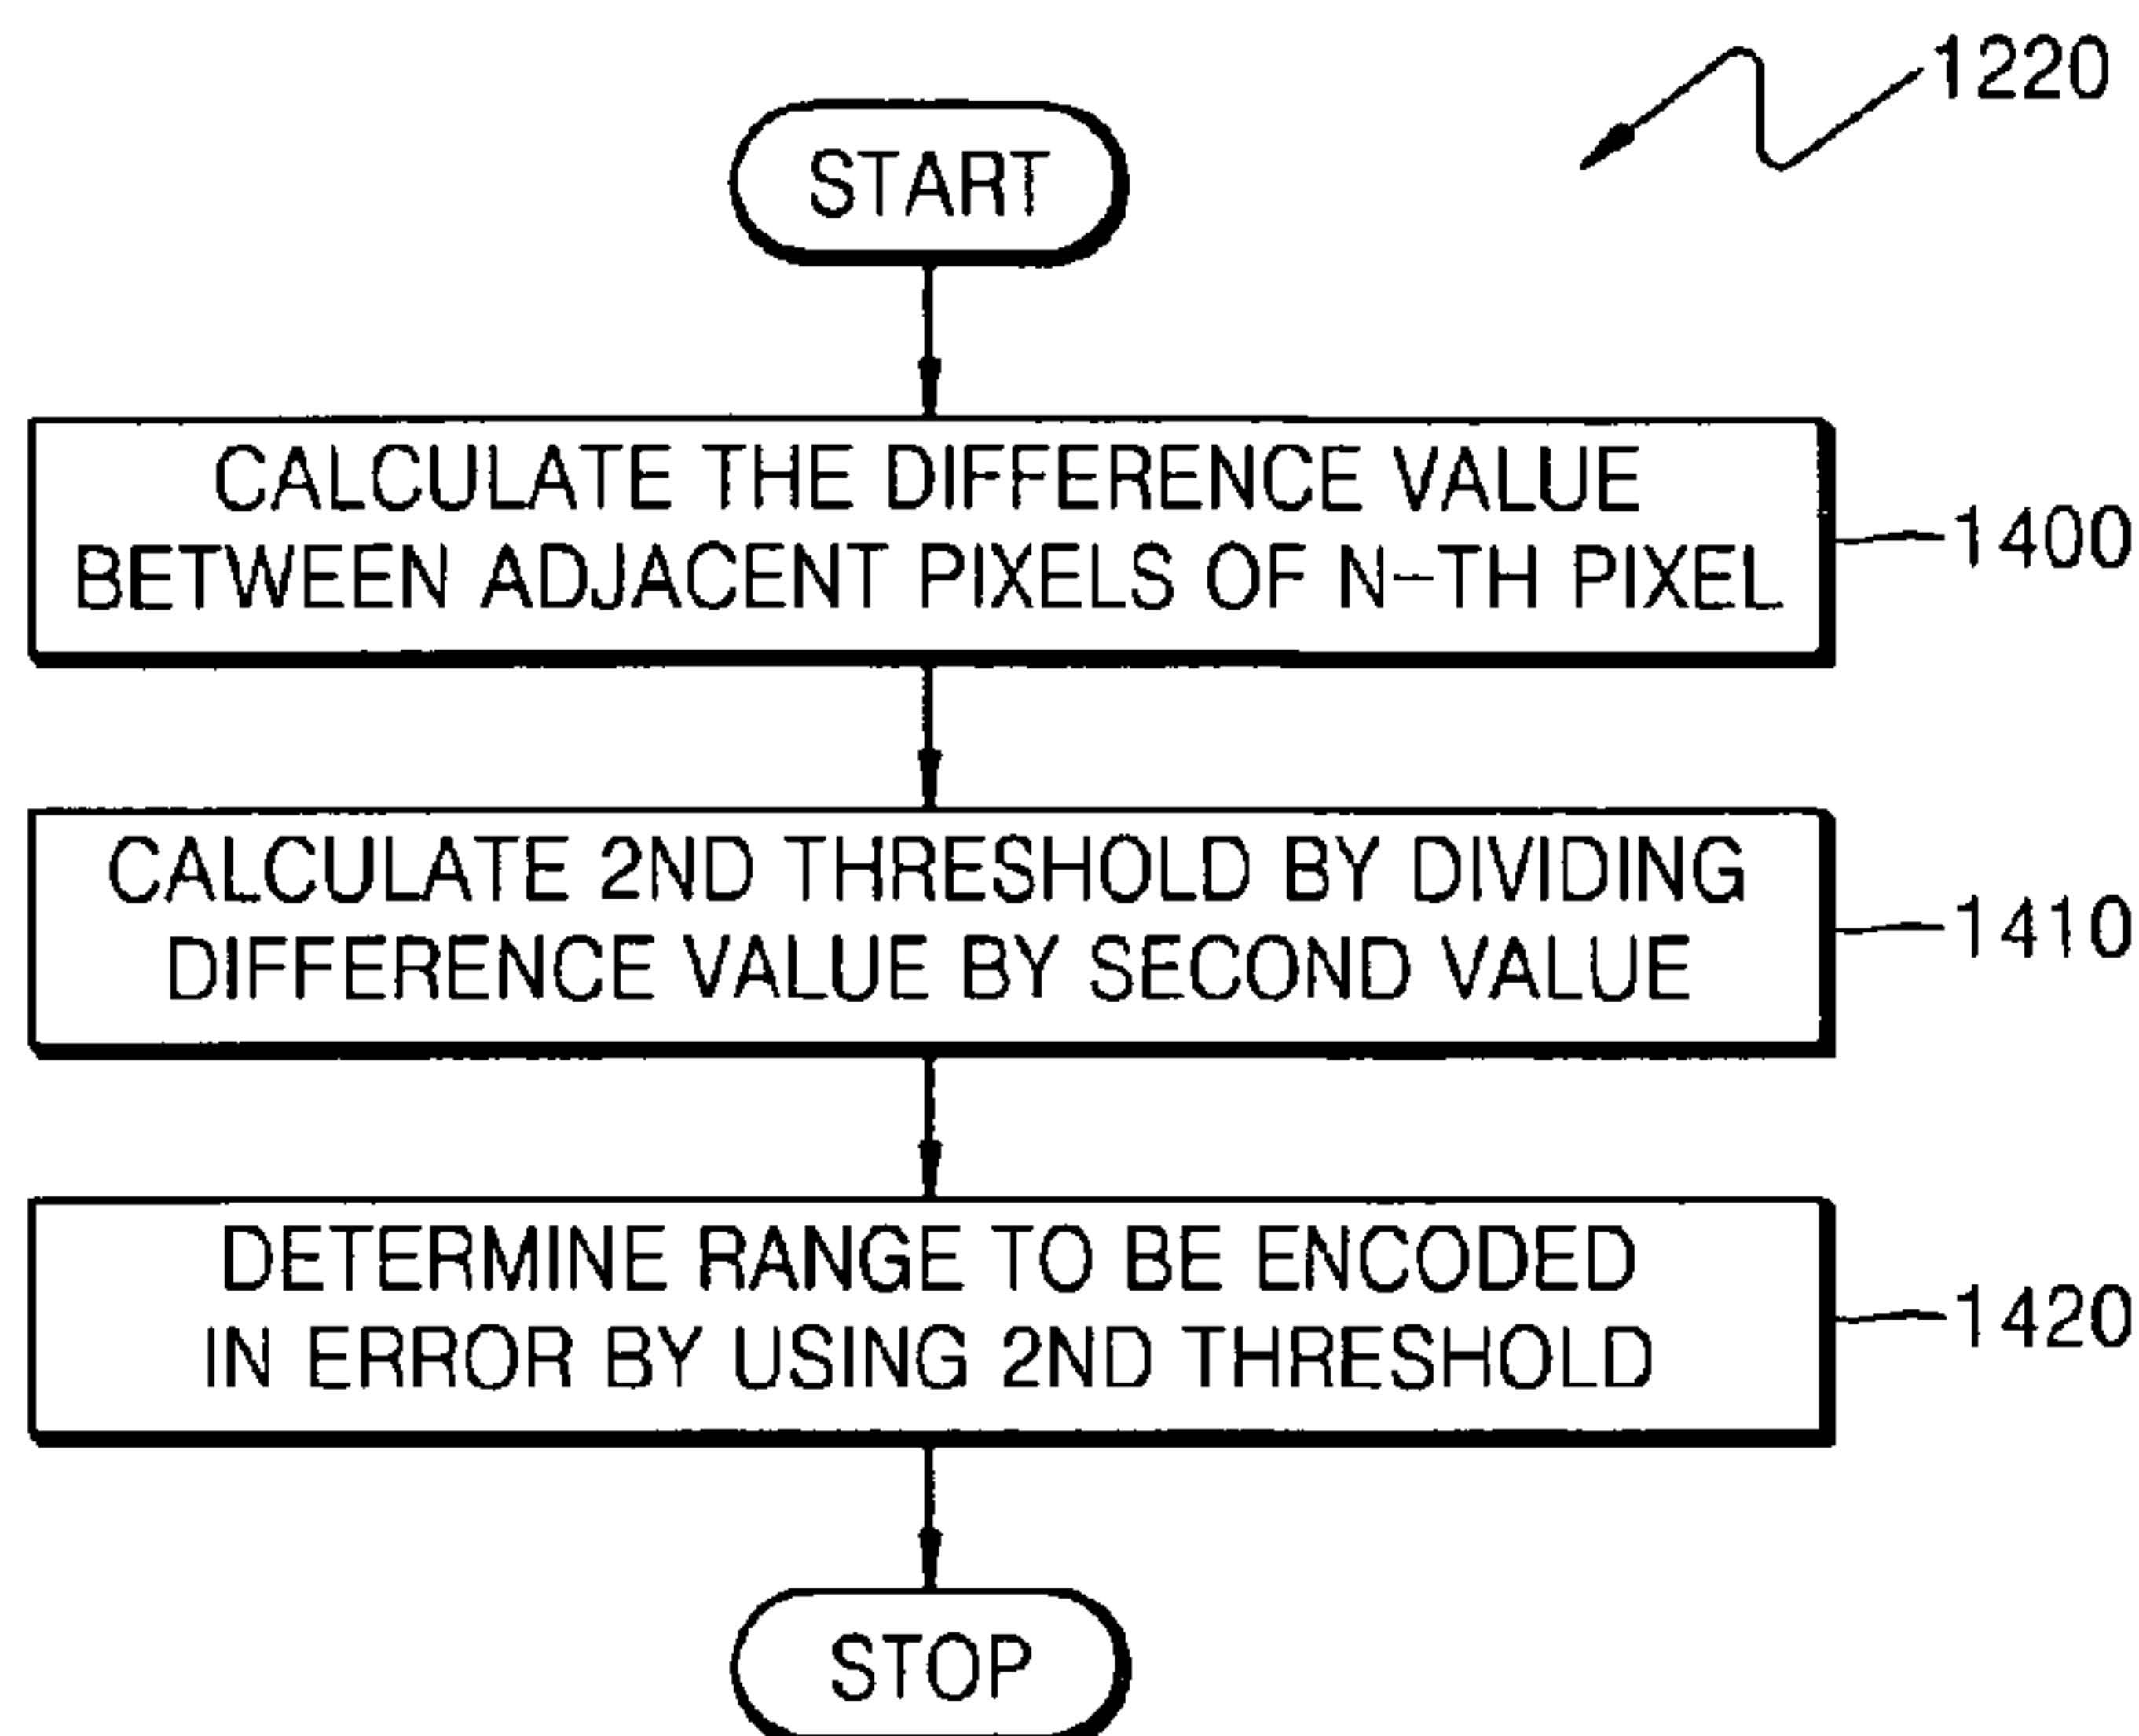 1220
START
CALCULATE THE DIFFERENCE VALUE
BETWEEN ADJACENT PIXELS OF N-TH PIXEL
1400
CALCULATE 2ND THRESHOLD BY DIVIDING
DIFFERENCE VALUE BY SECOND VALUE
1410
DETERMINE RANGE TO BE ENCODED
IN ERROR BY USING 2ND THRESHOLD
1420
STOP